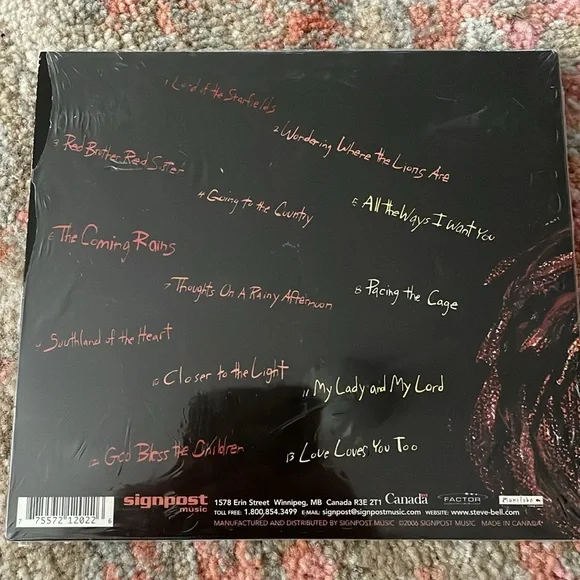 1 Lord of the Starfields
2 Wondering Where the Lions Are
3 Red Brother Red Sister
4 Going to the Country
5 All the Ways I Want You
6 The Coming Rains
7 Thoughts On A Rainy Afternoon
8 Pacing the Cage
9 Southland of the Heart
10 Closer to the Light
11 My Lady and My Lord
12 God Bless the Children
13 Love Loves You Too
signpost
music
1578 Erin Street Winnipeg, MB Canada R3E 2T1 Canada FACTOR Manitoba
TOLL FREE: 1.800.854.3499 E-MAIL: signpost@signpostmusic.com WEBSITE: www.steve-bell.com
MANUFACTURED AND DISTRIBUTED BY SIGNPOST MUSIC ©2006 SIGNPOST MUSIC MADE IN CANADA
7 75572 12022 6